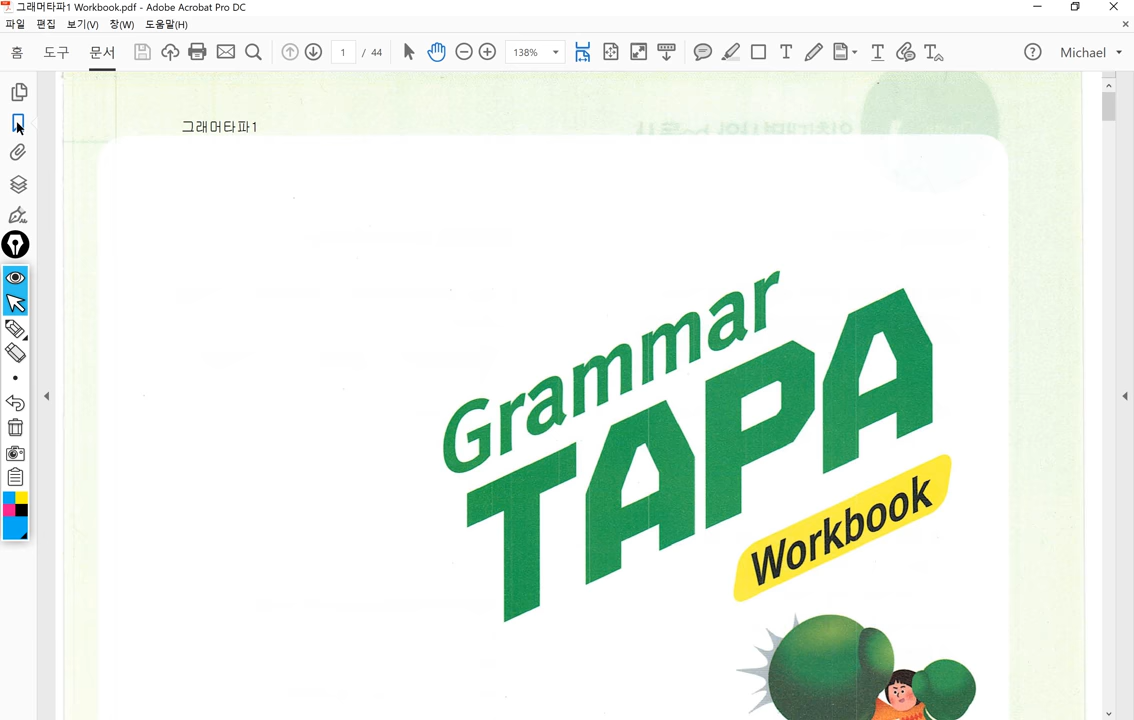 그래머타파1 Workbook.pdf - Adobe Acrobat Pro DC
파일 편집 보기(V) 창(W) 도움말(H)
홈 도구 문서 1 / 44 138% Michael
그래머타파1
Grammar
TAPA
Workbook